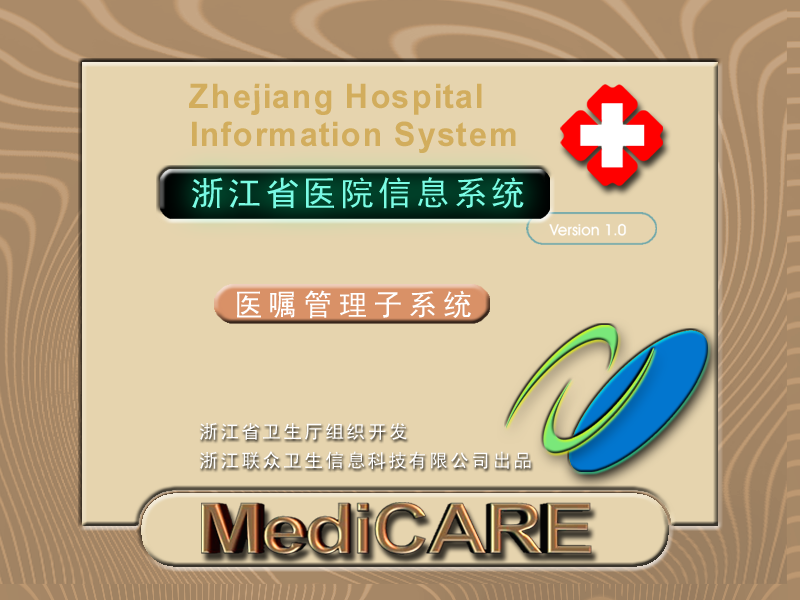 Zhejiang Hospital
Information System
浙江省医院信息系统
Version 1.0
医嘱管理子系统
浙江省卫生厅组织开发
浙江联众卫生信息科技有限公司出品
MediCARE